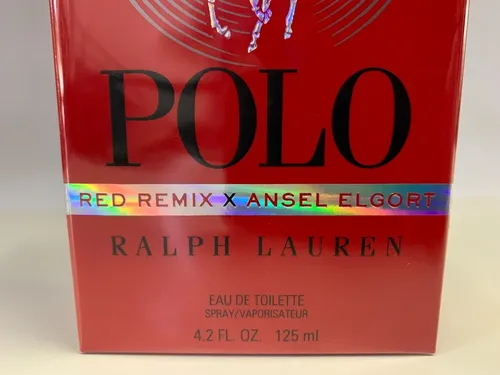 POLO
RED REMIX X ANSEL ELGORT
RALPH LAUREN
EAU DE TOILETTE
SPRAY/VAPORISATEUR
4.2 FL. OZ. 125 ml